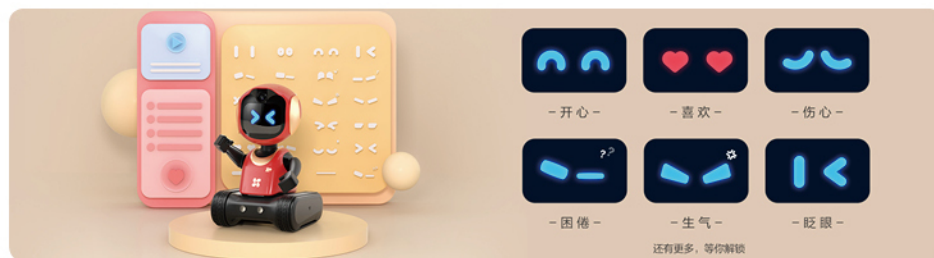 - 开心 -
- 喜欢 -
- 伤心 -
??
- 困倦 -
- 生气 -
- 眨眼 -
还有更多，等你解锁